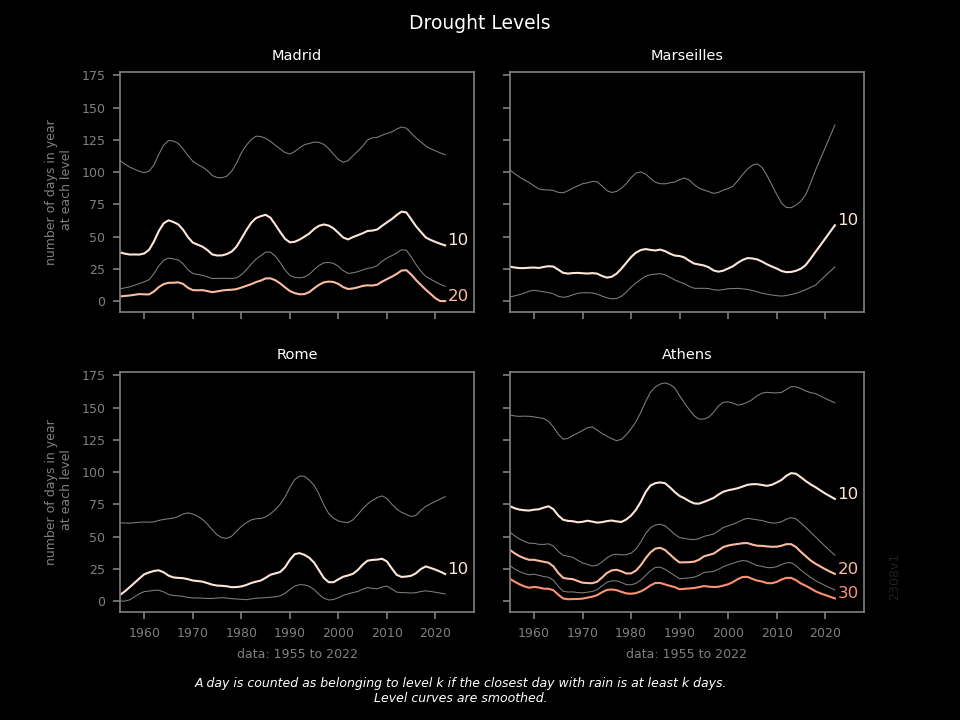 Drought Levels
Madrid
Marseilles
175
150
125
100
75
50
25
0
number of days in year
at each level
10
20
10
Rome
Athens
175
150
125
100
75
50
25
0
number of days in year
at each level
10
10
20
30
1960 1970 1980 1990 2000 2010 2020
1960 1970 1980 1990 2000 2010 2020
data: 1955 to 2022
data: 1955 to 2022
2308v1
A day is counted as belonging to level k if the closest day with rain is at least k days.
Level curves are smoothed.